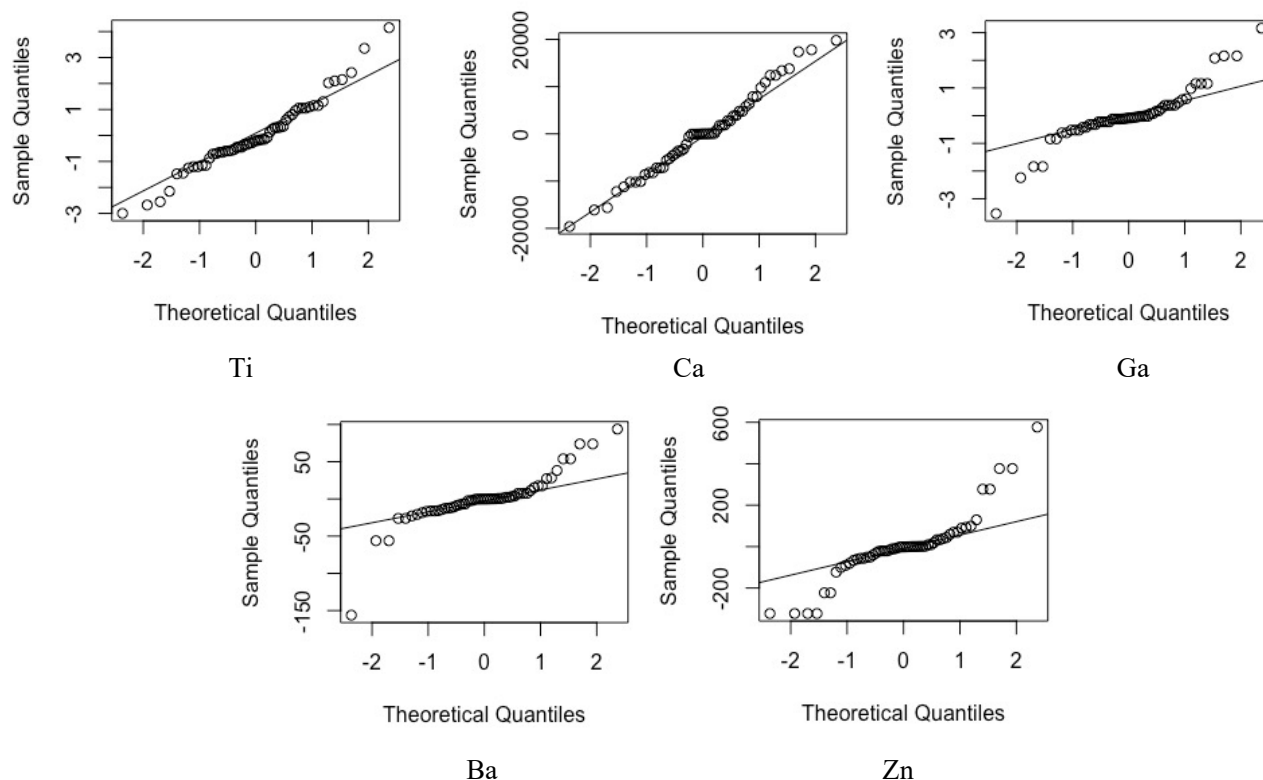 Sample Quantiles
3
1
-1
-3
-2 -1 0 1 2
Theoretical Quantiles
Ti
Sample Quantiles
20000
0
-20000
-2 -1 0 1 2
Theoretical Quantiles
Ca
Sample Quantiles
3
1
-1
-3
-2 -1 0 1 2
Theoretical Quantiles
Ga
Sample Quantiles
50
-50
-150
-2 -1 0 1 2
Theoretical Quantiles
Ba
Sample Quantiles
600
200
-200
-2 -1 0 1 2
Theoretical Quantiles
Zn